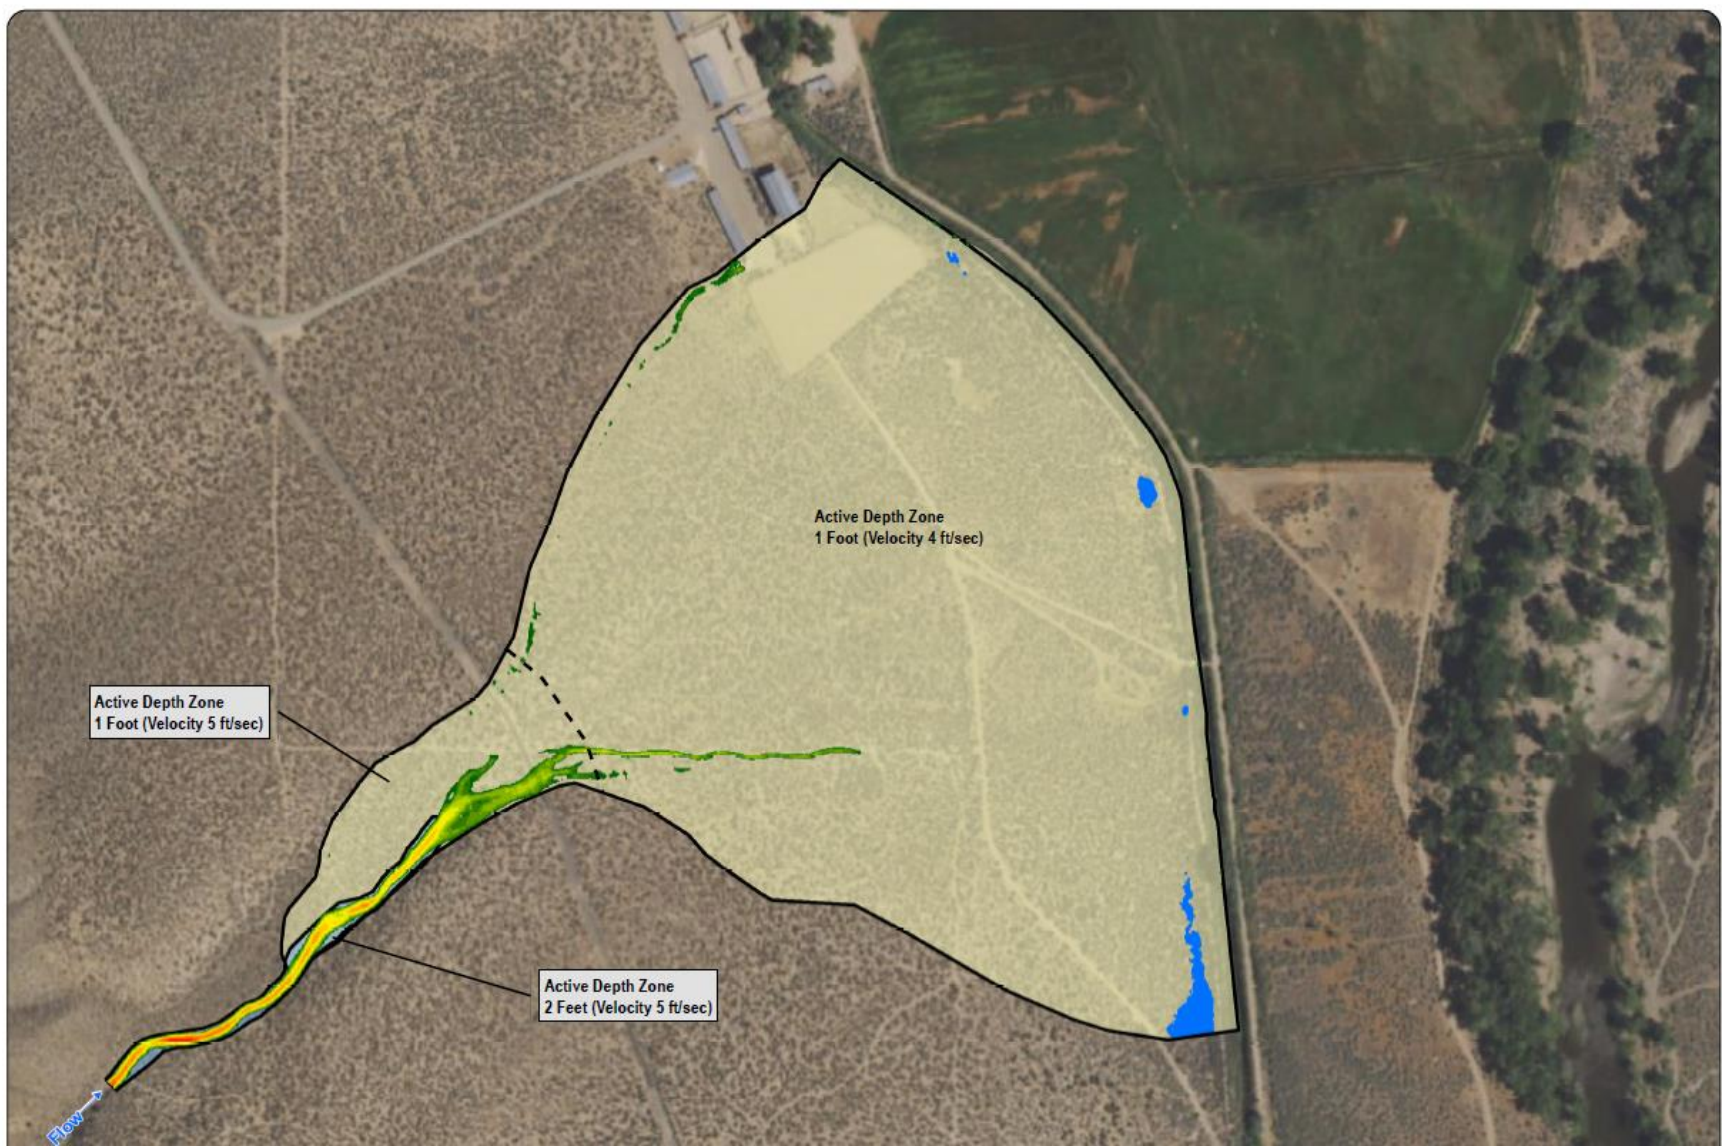 Active Depth Zone
1 Foot (Velocity 4 ft/sec)
Active Depth Zone
1 Foot (Velocity 5 ft/sec)
Active Depth Zone
2 Feet (Velocity 5 ft/sec)
Flow